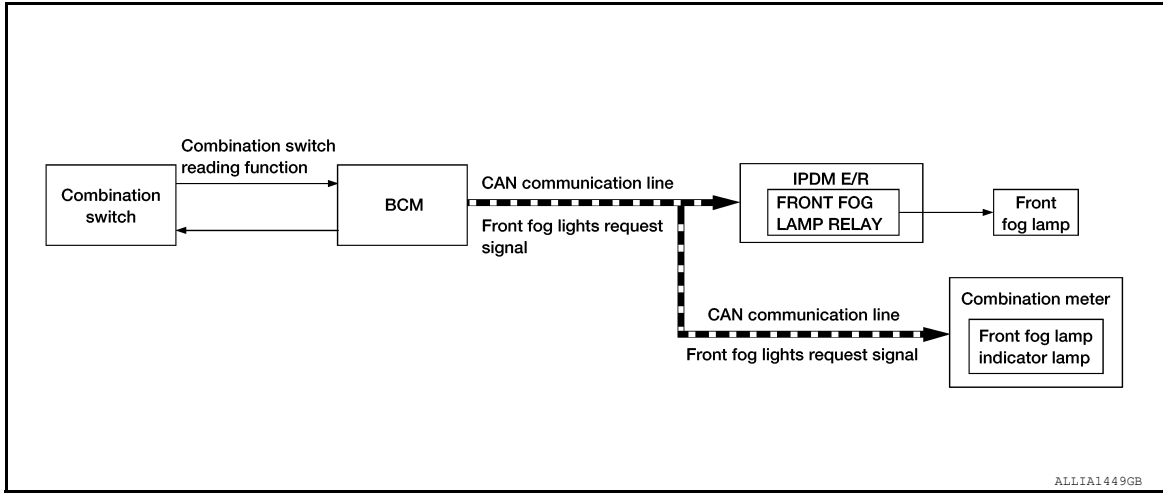 Combination switch
reading function
Combination
switch
BCM
CAN communication line
Front fog lights request
signal
IPDM E/R
FRONT FOG
LAMP RELAY
Front
fog lamp
CAN communication line
Front fog lights request signal
Combination meter
Front fog lamp
indicator lamp
ALLIA1449GB